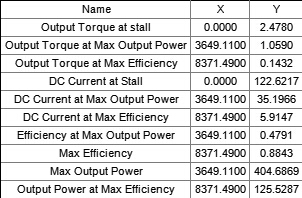 Name X Y
Output Torque at stall 0.0000 2.4780
Output Torque at Max Output Power 3649.1100 1.0590
Output Torque at Max Efficiency 8371.4900 0.1432
DC Current at Stall 0.0000 122.6217
DC Current at Max Output Power 3649.1100 35.1966
DC Current at Max Efficiency 8371.4900 5.9147
Efficiency at Max Output Power 3649.1100 0.4791
Max Efficiency 8371.4900 0.8843
Max Output Power 3649.1100 404.6869
Output Power at Max Efficiency 8371.4900 125.5287